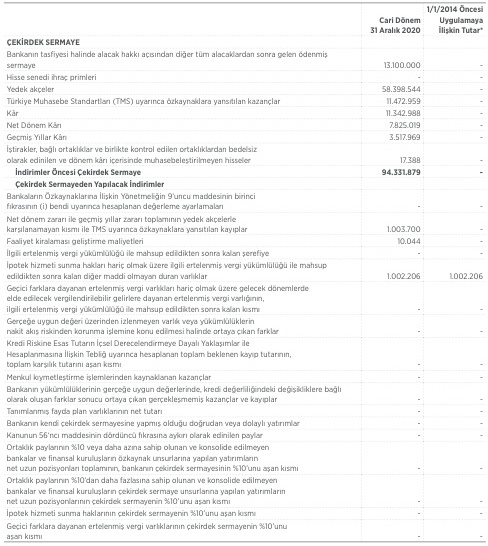 1/1/2014 Öncesi
Cari Dönem Uygulamaya
31 Aralık 2020 İlişkin Tutar*
ÇEKİRDEK SERMAYE
Bankanın tasfiyesi halinde alacak hakkı açısından diğer tüm alacaklardan sonra gelen ödenmiş
sermaye 13.100.000 -
Hisse senedi ihraç primleri - -
Yedek akçeler 58.398.544 -
Türkiye Muhasebe Standartları (TMS) uyarınca özkaynaklara yansıtılan kazançlar 11.472.959 -
Kâr 11.342.988 -
Net Dönem Kârı 7.825.019 -
Geçmiş Yıllar Kârı 3.517.969 -
İştirakler, bağlı ortaklıklar ve birlikte kontrol edilen ortaklıklardan bedelsiz
olarak edinilen ve dönem kârı içerisinde muhasebeleştirilmeyen hisseler 17.388 -
İndirimler Öncesi Çekirdek Sermaye 94.331.879 -
Çekirdek Sermayeden Yapılacak İndirimler
Bankaların Özkaynaklarına İlişkin Yönetmeliğin 9'uncu maddesinin birinci
fıkrasının (i) bendi uyarınca hesaplanan değerleme ayarlamaları - -
Net dönem zararı ile geçmiş yıllar zararı toplamının yedek akçelerle
karşılanamayan kısmı ile TMS uyarınca özkaynaklara yansıtılan kayıplar 1.003.700 -
Faaliyet kiralaması geliştirme maliyetleri 10.044 -
İlgili ertelenmiş vergi yükümlülüğü ile mahsup edildikten sonra kalan şerefiye - -
İpotek hizmeti sunma hakları hariç olmak üzere ilgili ertelenmiş vergi yükümlülüğü ile mahsup
edildikten sonra kalan diğer maddi olmayan duran varlıklar 1.002.206 1.002.206
Geçici farklara dayanan ertelenmiş vergi varlıkları hariç olmak üzere gelecek dönemlerde
elde edilecek vergilendirilebilir gelirlere dayanan ertelenmiş vergi varlığının,
ilgili ertelenmiş vergi yükümlülüğü ile mahsup edildikten sonra kalan kısmı - -
Gerçeğe uygun değeri üzerinden izlenmeyen varlık veya yükümlülüklerin
nakit akış riskinden korunma işlemine konu edilmesi halinde ortaya çıkan farklar - -
Kredi Riskine Esas Tutarın İçsel Derecelendirmeye Dayalı Yaklaşımlar ile
Hesaplanmasına İlişkin Tebliğ uyarınca hesaplanan toplam beklenen kayıp tutarının,
toplam karşılık tutarını aşan kısmı - -
Menkul kıymetleştirme işlemlerinden kaynaklanan kazançlar - -
Bankanın yükümlülüklerinin gerçeğe uygun değerlerinde, kredi değerliliğindeki değişikliklere bağlı
olarak oluşan farklar sonucu ortaya çıkan gerçekleşmemiş kazançlar ve kayıplar - -
Tanımlanmış fayda plan varlıklarının net tutarı - -
Bankanın kendi çekirdek sermayesine yapmış olduğu doğrudan veya dolaylı yatırımlar - -
Kanunun 56'ncı maddesinin dördüncü fıkrasına aykırı olarak edinilen paylar - -
Ortaklık paylarının %10 veya daha azına sahip olunan ve konsolide edilmeyen
bankalar ve finansal kuruluşların özkaynak unsurlarına yapılan yatırımların
net uzun pozisyonları toplamının, bankanın çekirdek sermayesinin %10'unu aşan kısmı - -
Ortaklık paylarının %10'dan daha fazlasına sahip olunan ve konsolide edilmeyen
bankalar ve finansal kuruluşların çekirdek sermaye unsurlarına yapılan yatırımların
net uzun pozisyonlarının çekirdek sermayenin %10'unu aşan kısmı - -
İpotek hizmeti sunma haklarının çekirdek sermayenin %10'unu aşan kısmı - -
Geçici farklara dayanan ertelenmiş vergi varlıklarının çekirdek sermayenin %10'unu
aşan kısmı - -